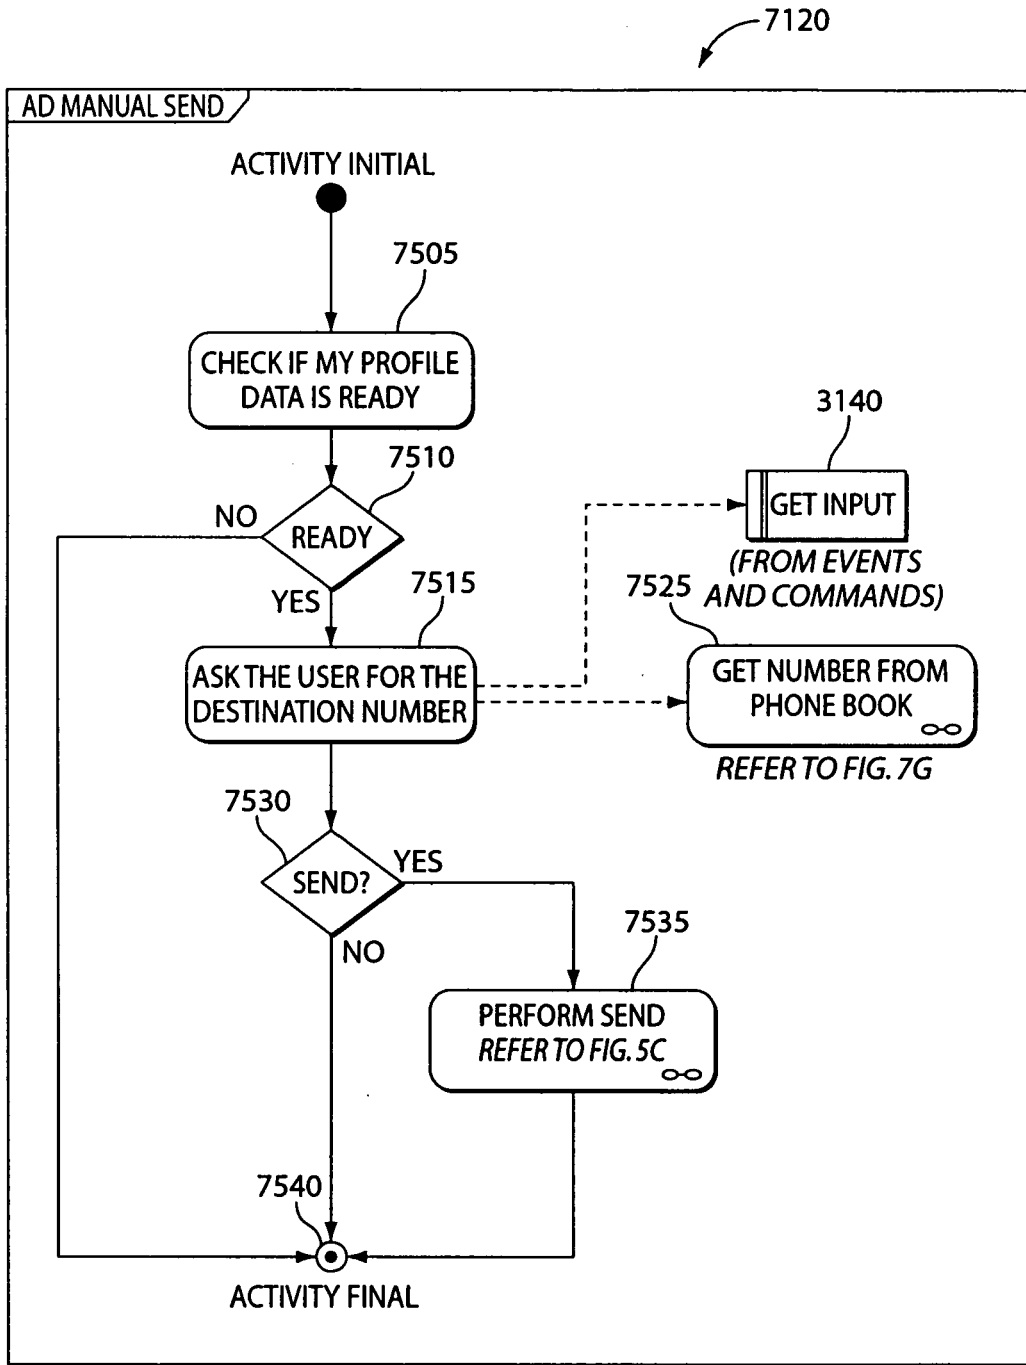 7120
AD MANUAL SEND
ACTIVITY INITIAL
7505
CHECK IF MY PROFILE
DATA IS READY
7510
NO
READY
YES
3140
GET INPUT
(FROM EVENTS
AND COMMANDS)
7515
ASK THE USER FOR THE
DESTINATION NUMBER
7525
GET NUMBER FROM
PHONE BOOK
REFER TO FIG. 7G
7530
SEND?
YES
NO
7535
PERFORM SEND
REFER TO FIG. 5C
7540
ACTIVITY FINAL